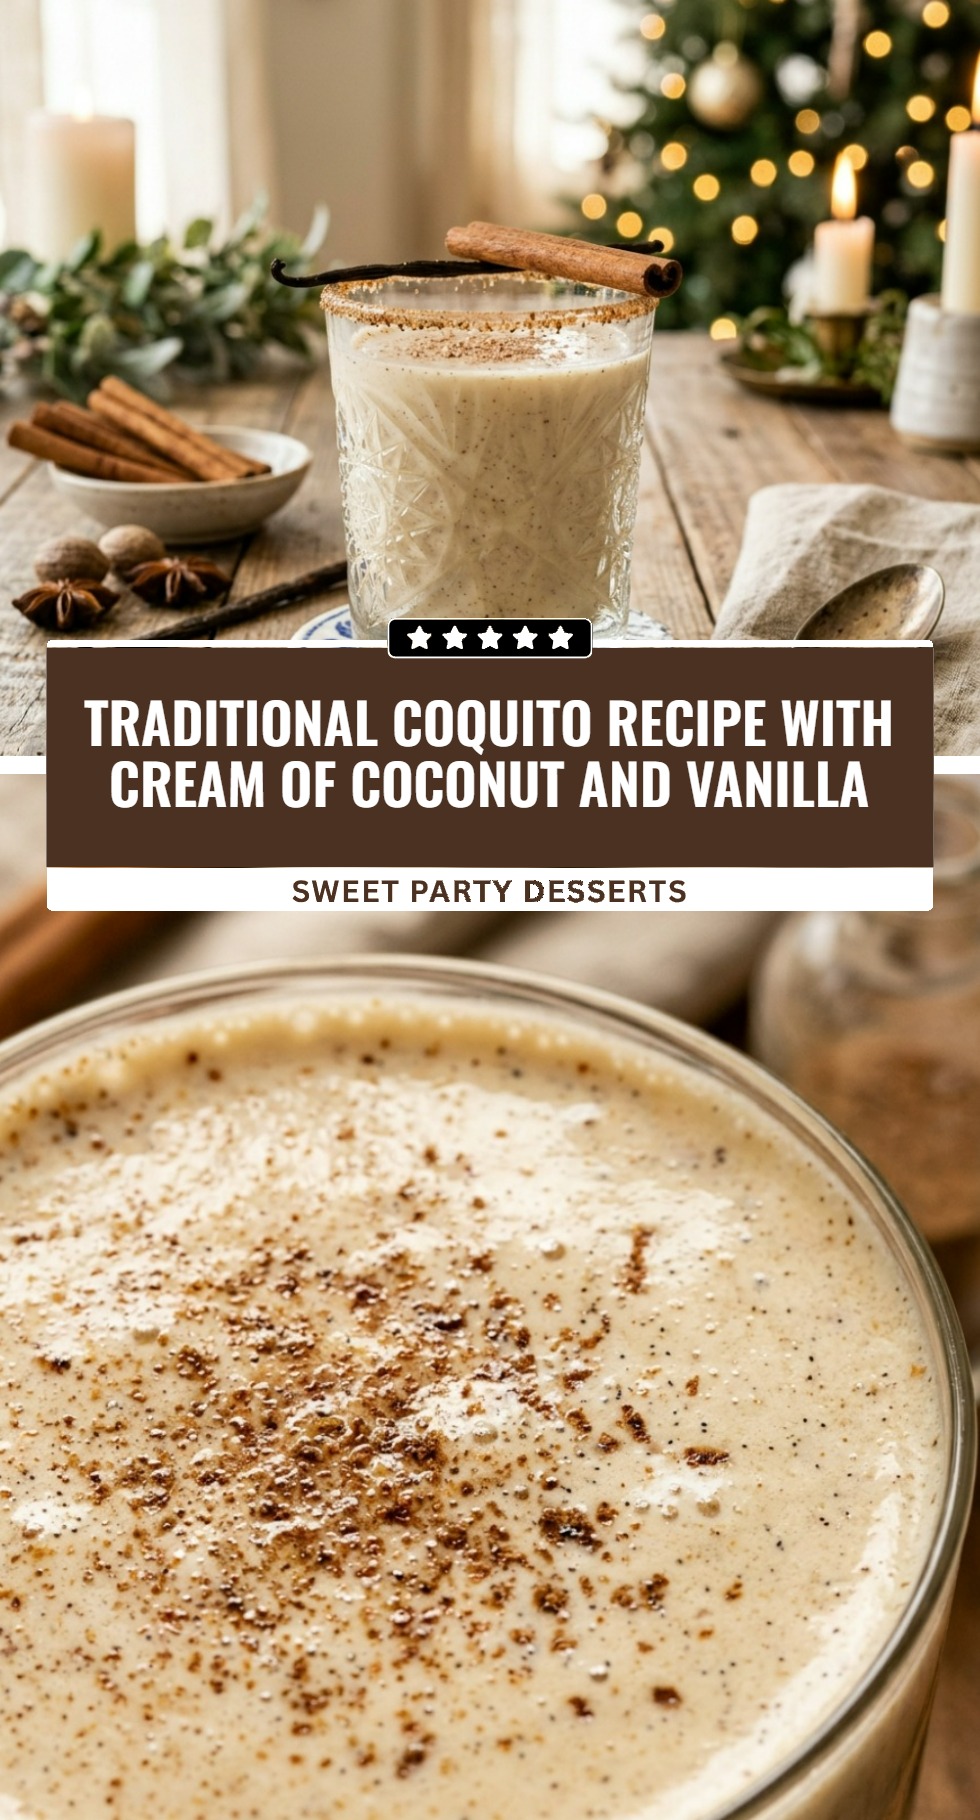 TRADITIONAL COQUITO RECIPE WITH
CREAM OF COCONUT AND VANILLA
SWEET PARTY DESSERTS